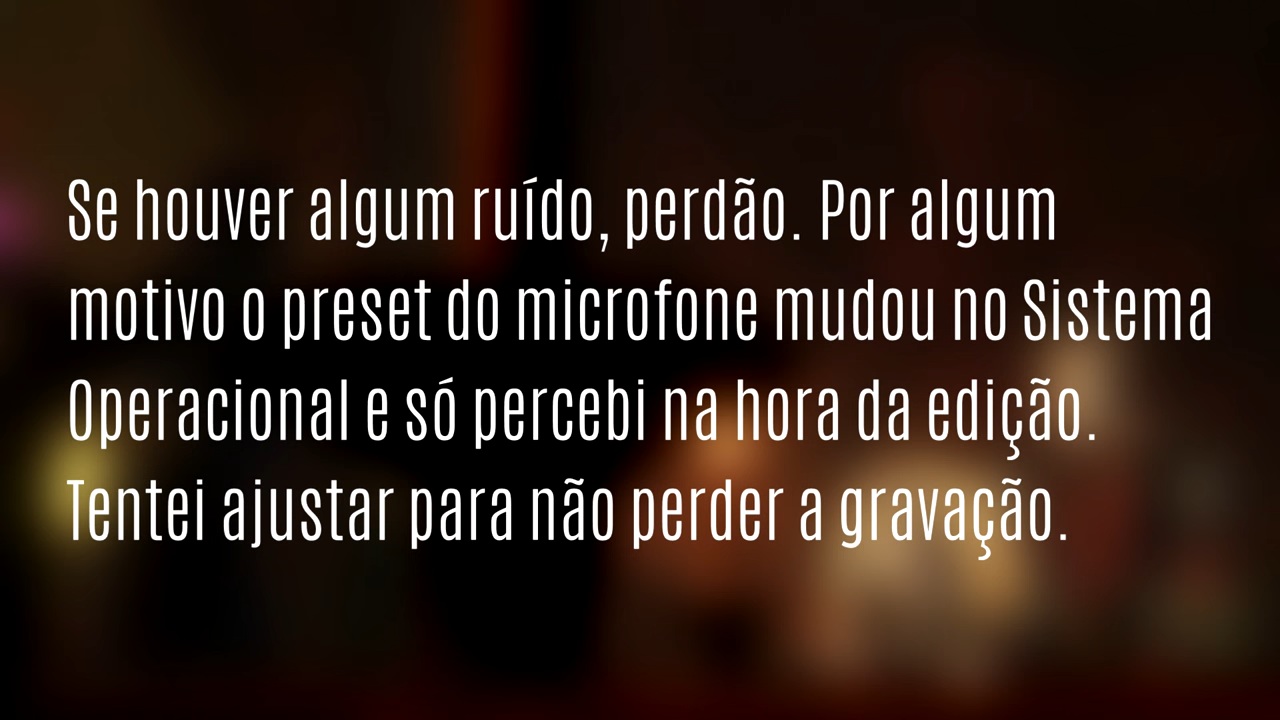 Se houver algum ruído, perdão. Por algum
motivo o preset do microfone mudou no Sistema
Operacional e só percebi na hora da edição.
Tentei ajustar para não perder a gravação.